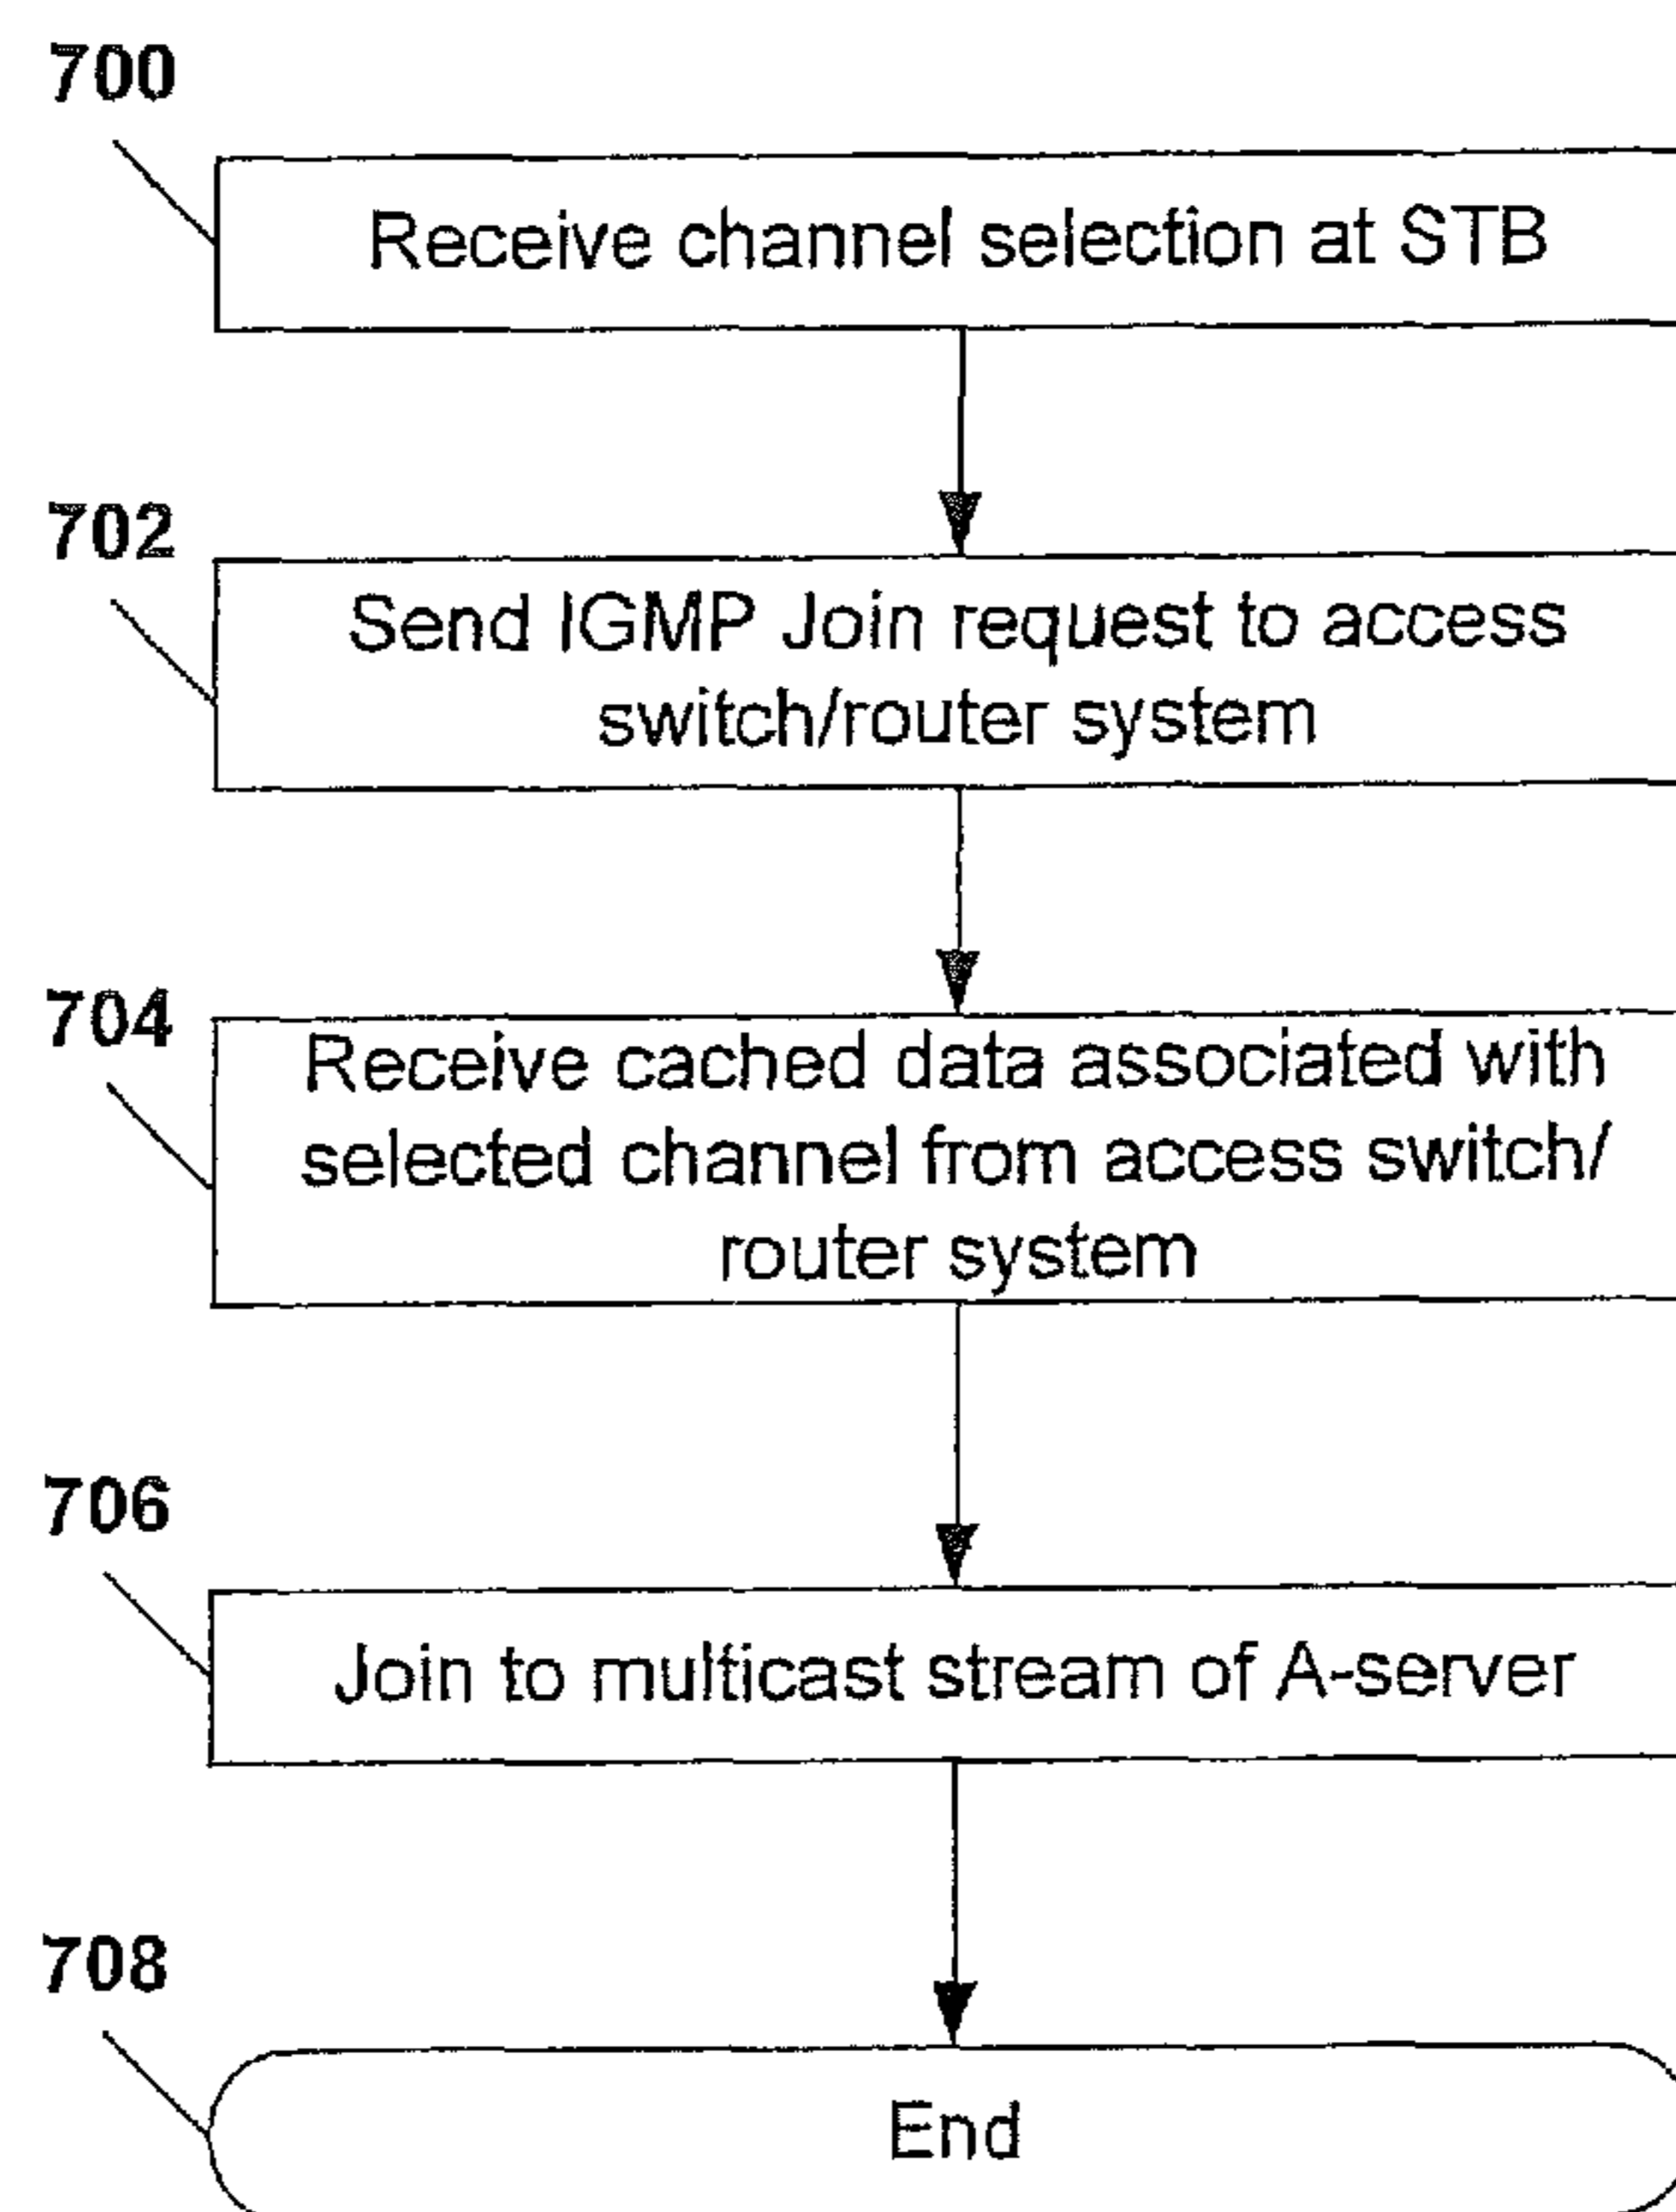 700
Receive channel selection at STB
702
Send IGMP Join request to access
switch/router system
704
Receive cached data associated with
selected channel from access switch/
router system
706
Join to multicast stream of A-server
708
End